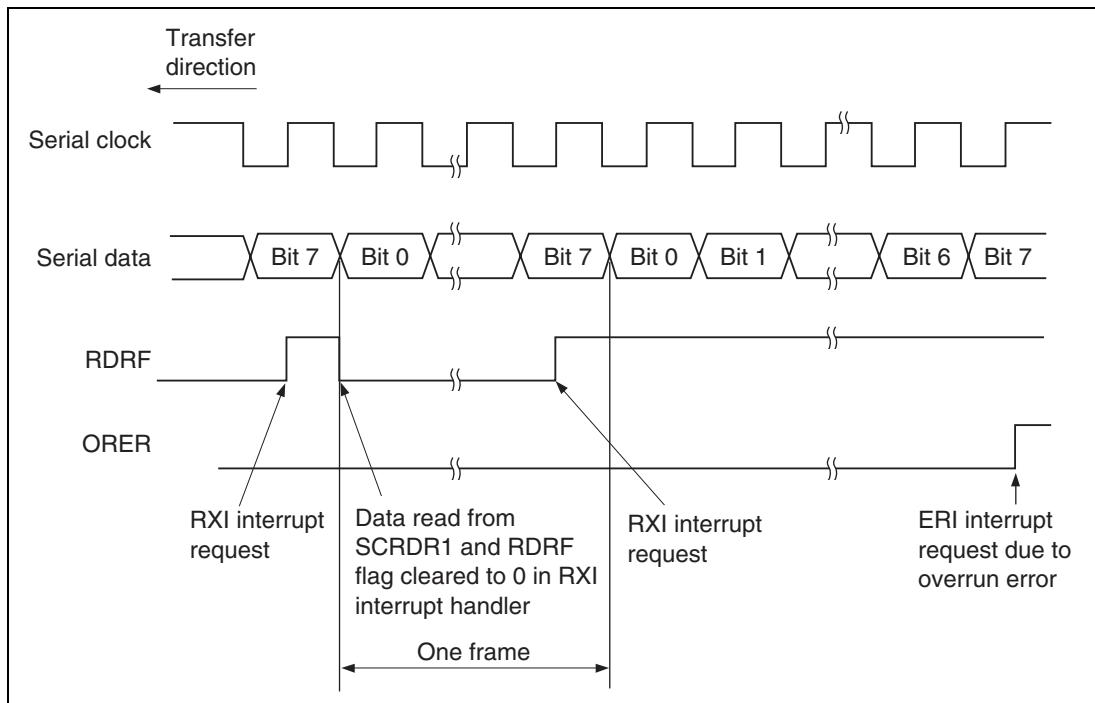 Transfer
direction
Serial clock
Serial data
Bit 7
Bit 0
Bit 7
Bit 0
Bit 1
Bit 6
Bit 7
RDRF
ORER
RXI interrupt
request
Data read from
SCRDR1 and RDRF
flag cleared to 0 in RXI
interrupt handler
RXI interrupt
request
ERI interrupt
request due to
overrun error
One frame